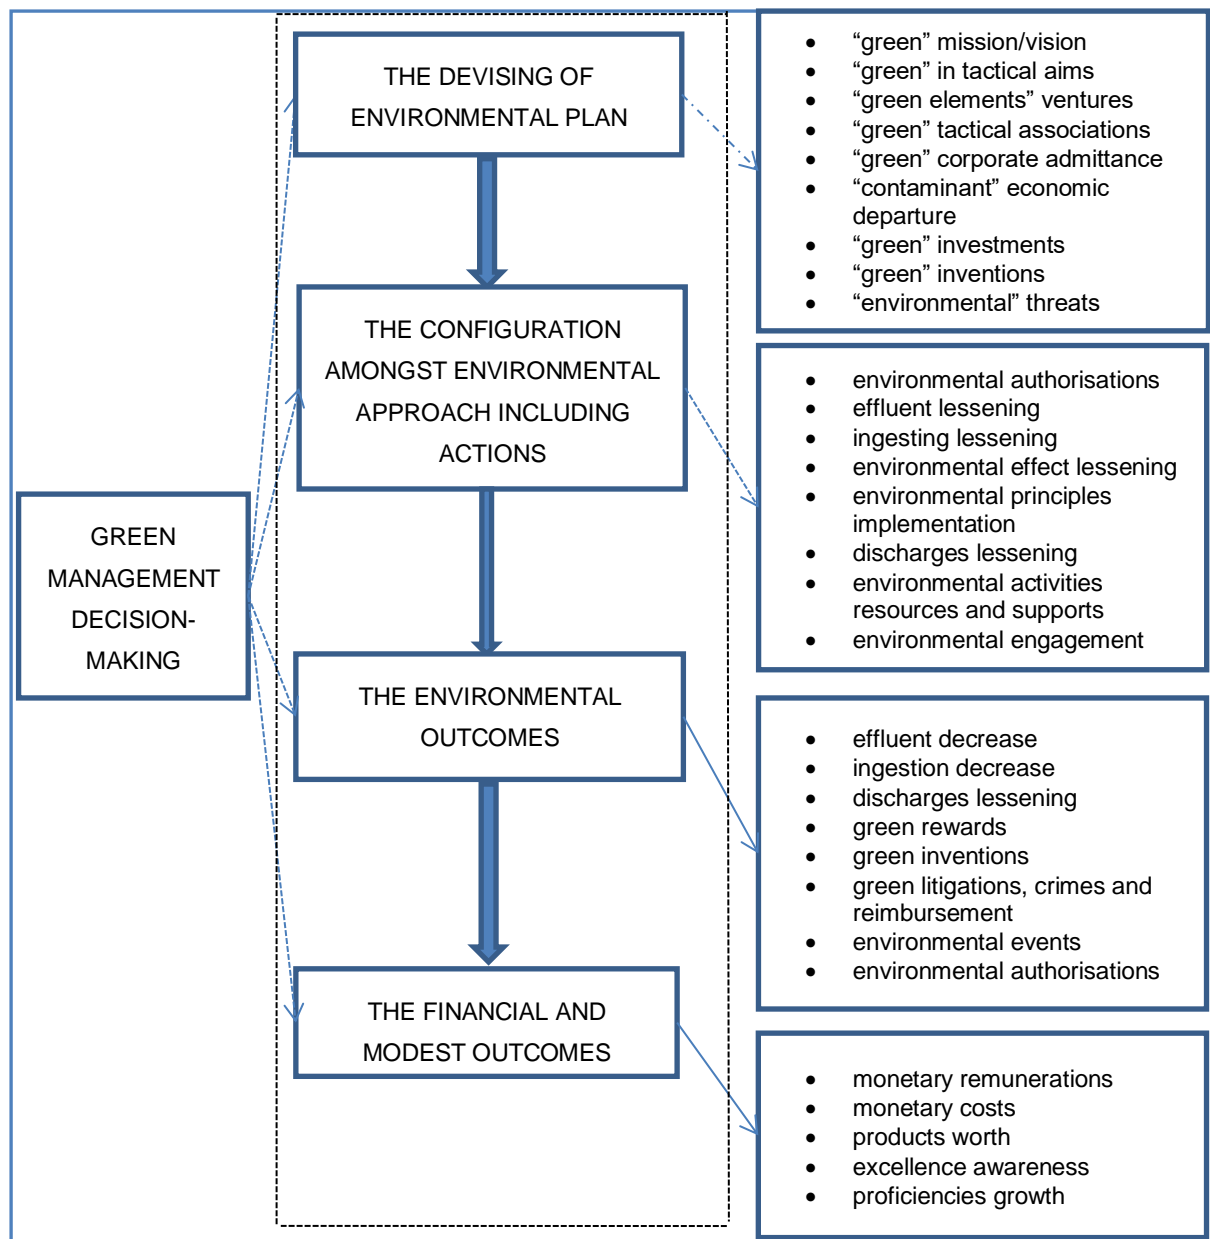 THE DEVISING OF
ENVIRONMENTAL PLAN
• “green” mission/vision
• “green” in tactical aims
• “green elements” ventures
• “green” tactical associations
• “green” corporate admittance
• “contaminant” economic
departure
• “green” investments
• “green” inventions
• “environmental” threats
THE CONFIGURATION
AMONGST ENVIRONMENTAL
APPROACH INCLUDING
ACTIONS
• environmental authorisations
• effluent lessening
• ingesting lessening
• environmental effect lessening
• environmental principles
implementation
• discharges lessening
• environmental activities
resources and supports
• environmental engagement
GREEN
MANAGEMENT
DECISION-
MAKING
THE ENVIRONMENTAL
OUTCOMES
• effluent decrease
• ingestion decrease
• discharges lessening
• green rewards
• green inventions
• green litigations, crimes and
reimbursement
• environmental events
• environmental authorisations
THE FINANCIAL AND
MODEST OUTCOMES
• monetary remunerations
• monetary costs
• products worth
• excellence awareness
• proficiencies growth